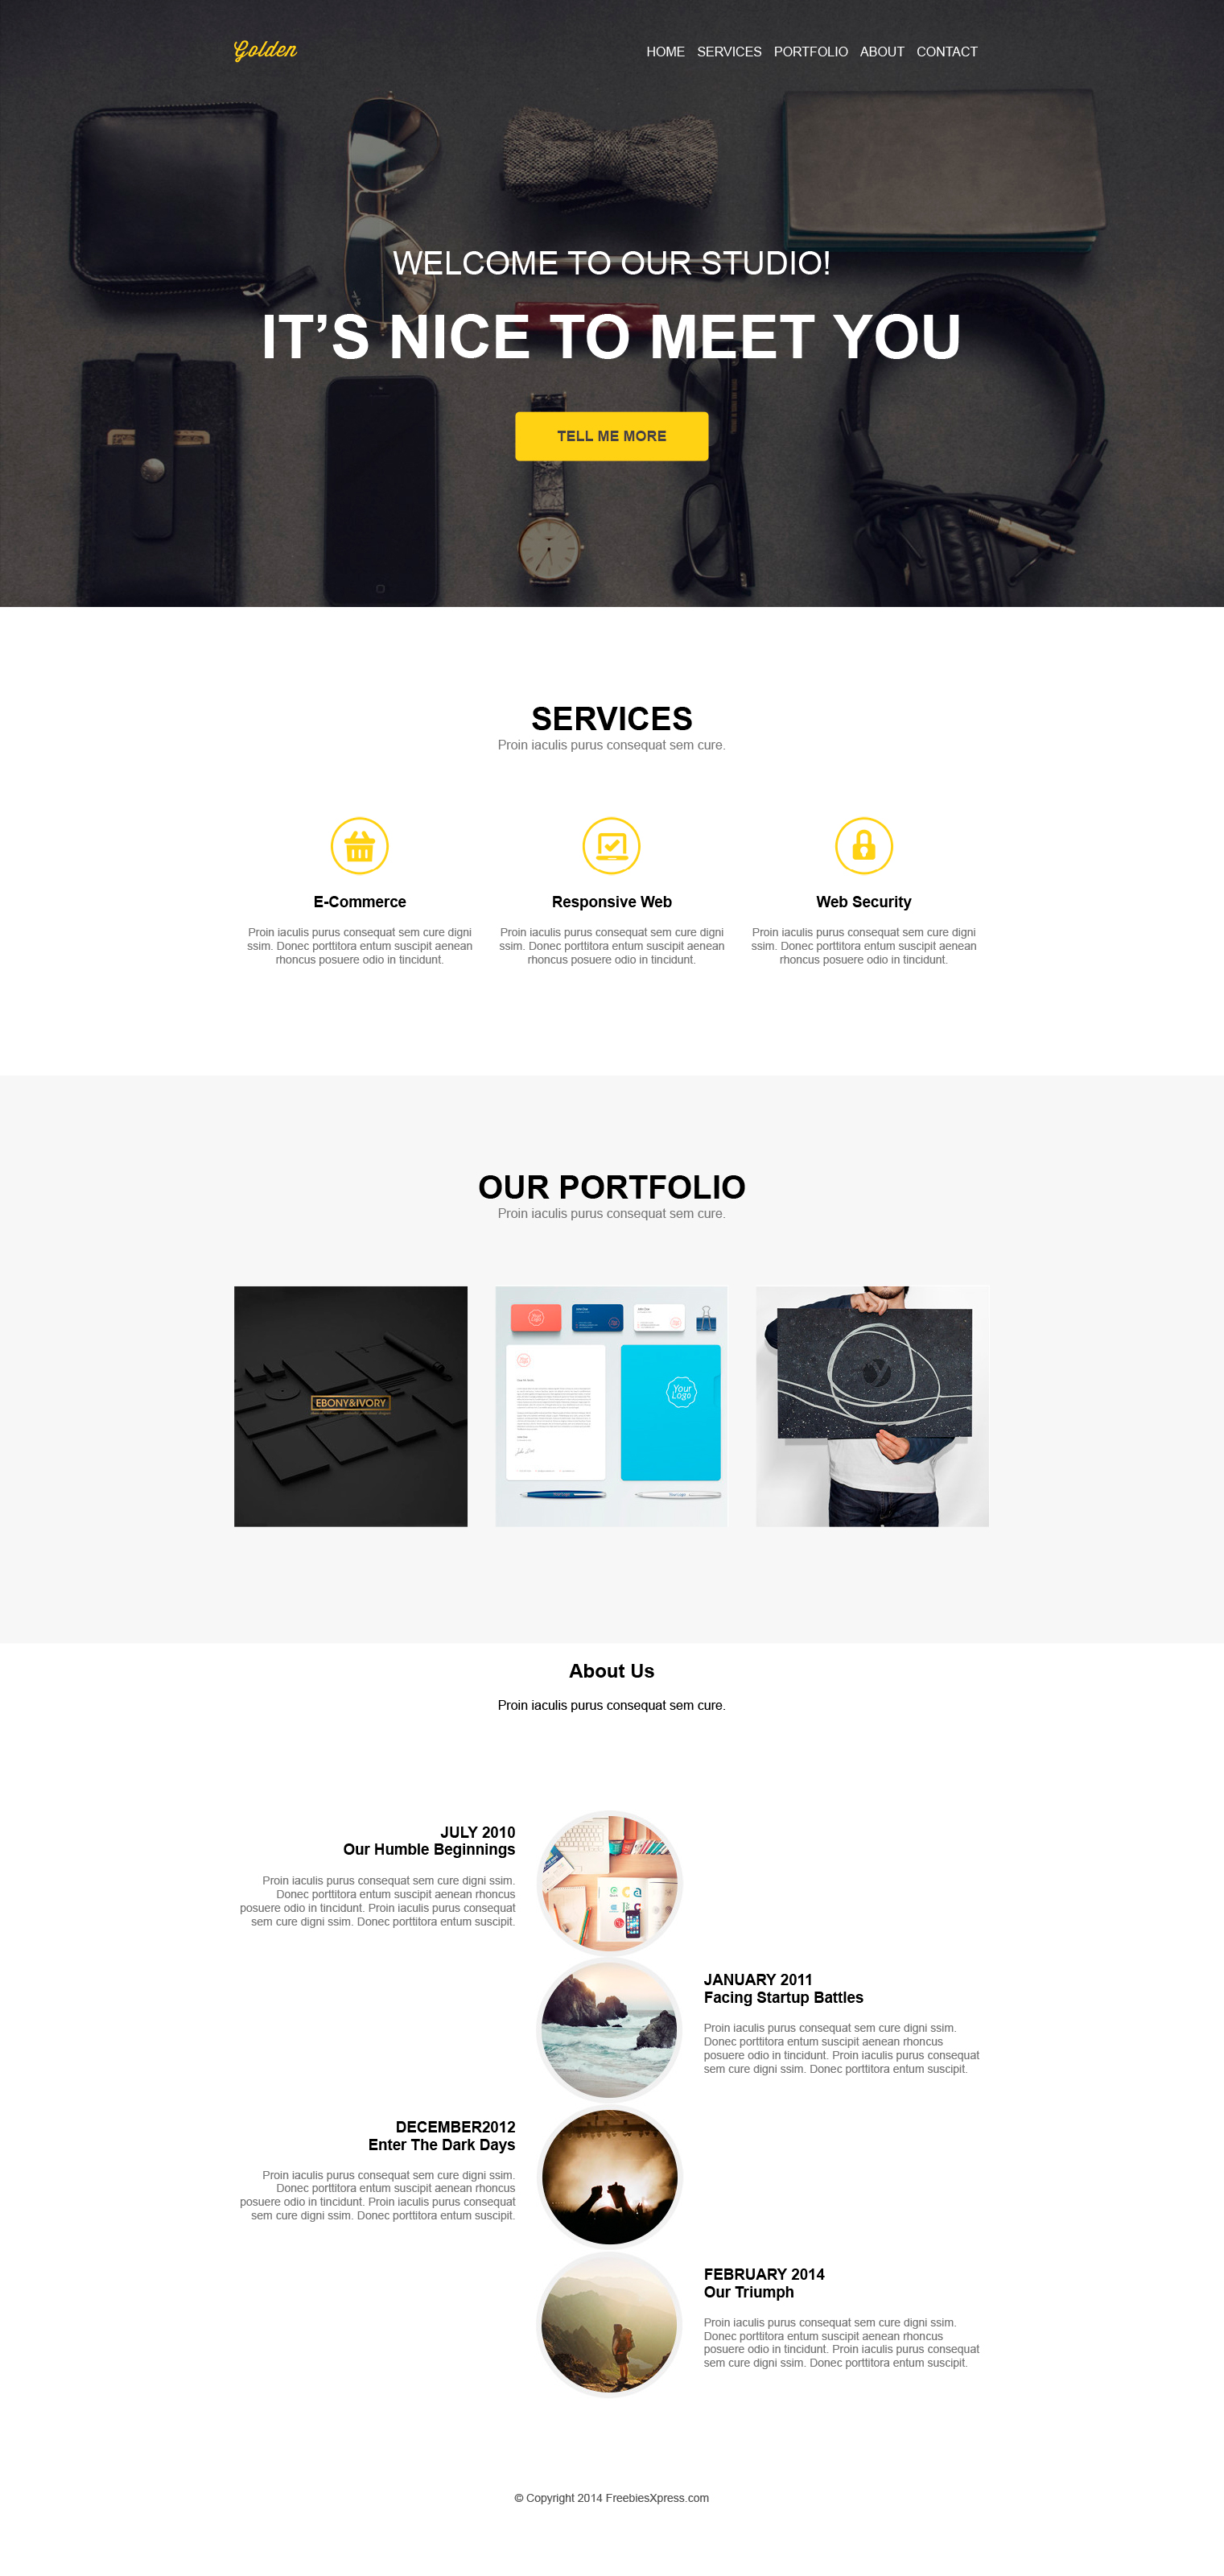 Golden
HOME SERVICES PORTFOLIO ABOUT CONTACT
WELCOME TO OUR STUDIO!
IT’S NICE TO MEET YOU
TELL ME MORE
SERVICES
Proin iaculis purus consequat sem cure.
E-Commerce
Proin iaculis purus consequat sem cure digni
ssim. Donec porttitora entum suscipit aenean
rhoncus posuere odio in tincidunt.
Responsive Web
Proin iaculis purus consequat sem cure digni
ssim. Donec porttitora entum suscipit aenean
rhoncus posuere odio in tincidunt.
Web Security
Proin iaculis purus consequat sem cure digni
ssim. Donec porttitora entum suscipit aenean
rhoncus posuere odio in tincidunt.
OUR PORTFOLIO
Proin iaculis purus consequat sem cure.
EBONY&IVORY
Your
Logo
About Us
Proin iaculis purus consequat sem cure.
JULY 2010
Our Humble Beginnings
Proin iaculis purus consequat sem cure digni ssim.
Donec porttitora entum suscipit aenean rhoncus
posuere odio in tincidunt. Proin iaculis purus consequat
sem cure digni ssim. Donec porttitora entum suscipit.
JANUARY 2011
Facing Startup Battles
Proin iaculis purus consequat sem cure digni ssim.
Donec porttitora entum suscipit aenean rhoncus
posuere odio in tincidunt. Proin iaculis purus consequat
sem cure digni ssim. Donec porttitora entum suscipit.
DECEMBER2012
Enter The Dark Days
Proin iaculis purus consequat sem cure digni ssim.
Donec porttitora entum suscipit aenean rhoncus
posuere odio in tincidunt. Proin iaculis purus consequat
sem cure digni ssim. Donec porttitora entum suscipit.
FEBRUARY 2014
Our Triumph
Proin iaculis purus consequat sem cure digni ssim.
Donec porttitora entum suscipit aenean rhoncus
posuere odio in tincidunt. Proin iaculis purus consequat
sem cure digni ssim. Donec porttitora entum suscipit.
© Copyright 2014 FreebiesXpress.com